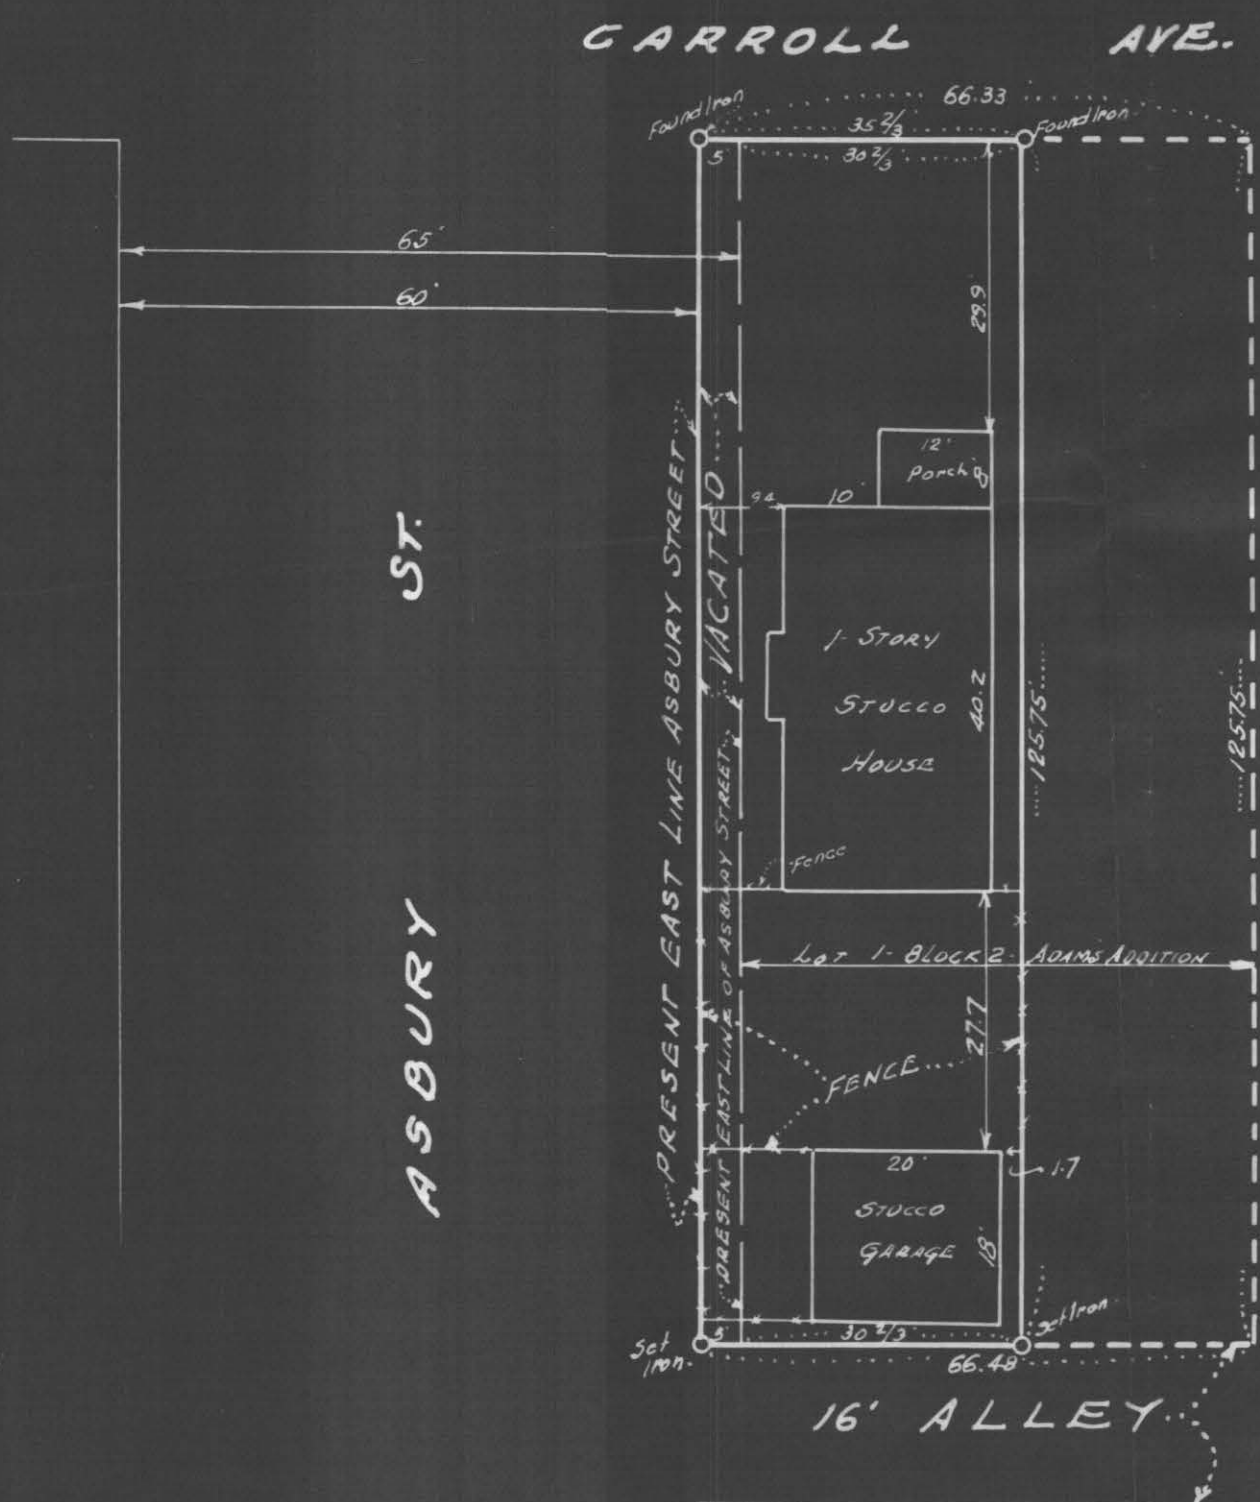 CARROLL AVE.
66.33
Found Iron
Found Iron
35 2/3
5
30 2/3
65'
60'
29.9
12'
Porch
8
9.4
10'
PRESENT EAST LINE ASBURY STREET
VACATED
PRESENT EAST LINE OF ASBURY STREET
ASBURY ST.
1- STORY
STUCCO
HOUSE
40.2
125.75'
125.75'
Fence
LOT 1- BLOCK 2- ADAM'S ADDITION
27.7
FENCE
20'
1.7
STUCCO
GARAGE
18'
Set Iron
5
30 2/3
Set
Iron
66.48
16' ALLEY